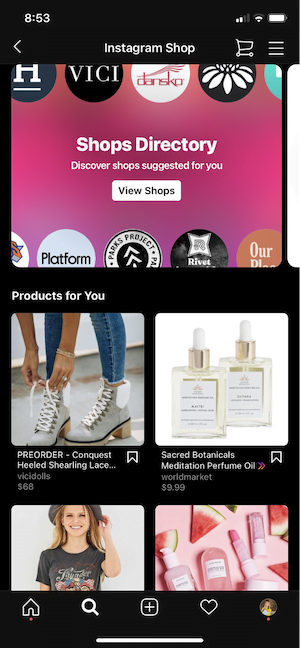 8:53
Instagram Shop
H
VICI
dansko
Shops Directory
Discover shops suggested for you
View Shops
Platform
PARKS PROJECT
Rivet
Our
Products for You
PREORDER - Conquest
Heeled Shearling Lace...
vicidolls
$68
Sacred Botanicals
Meditation Perfume Oil
worldmarket
$9.99